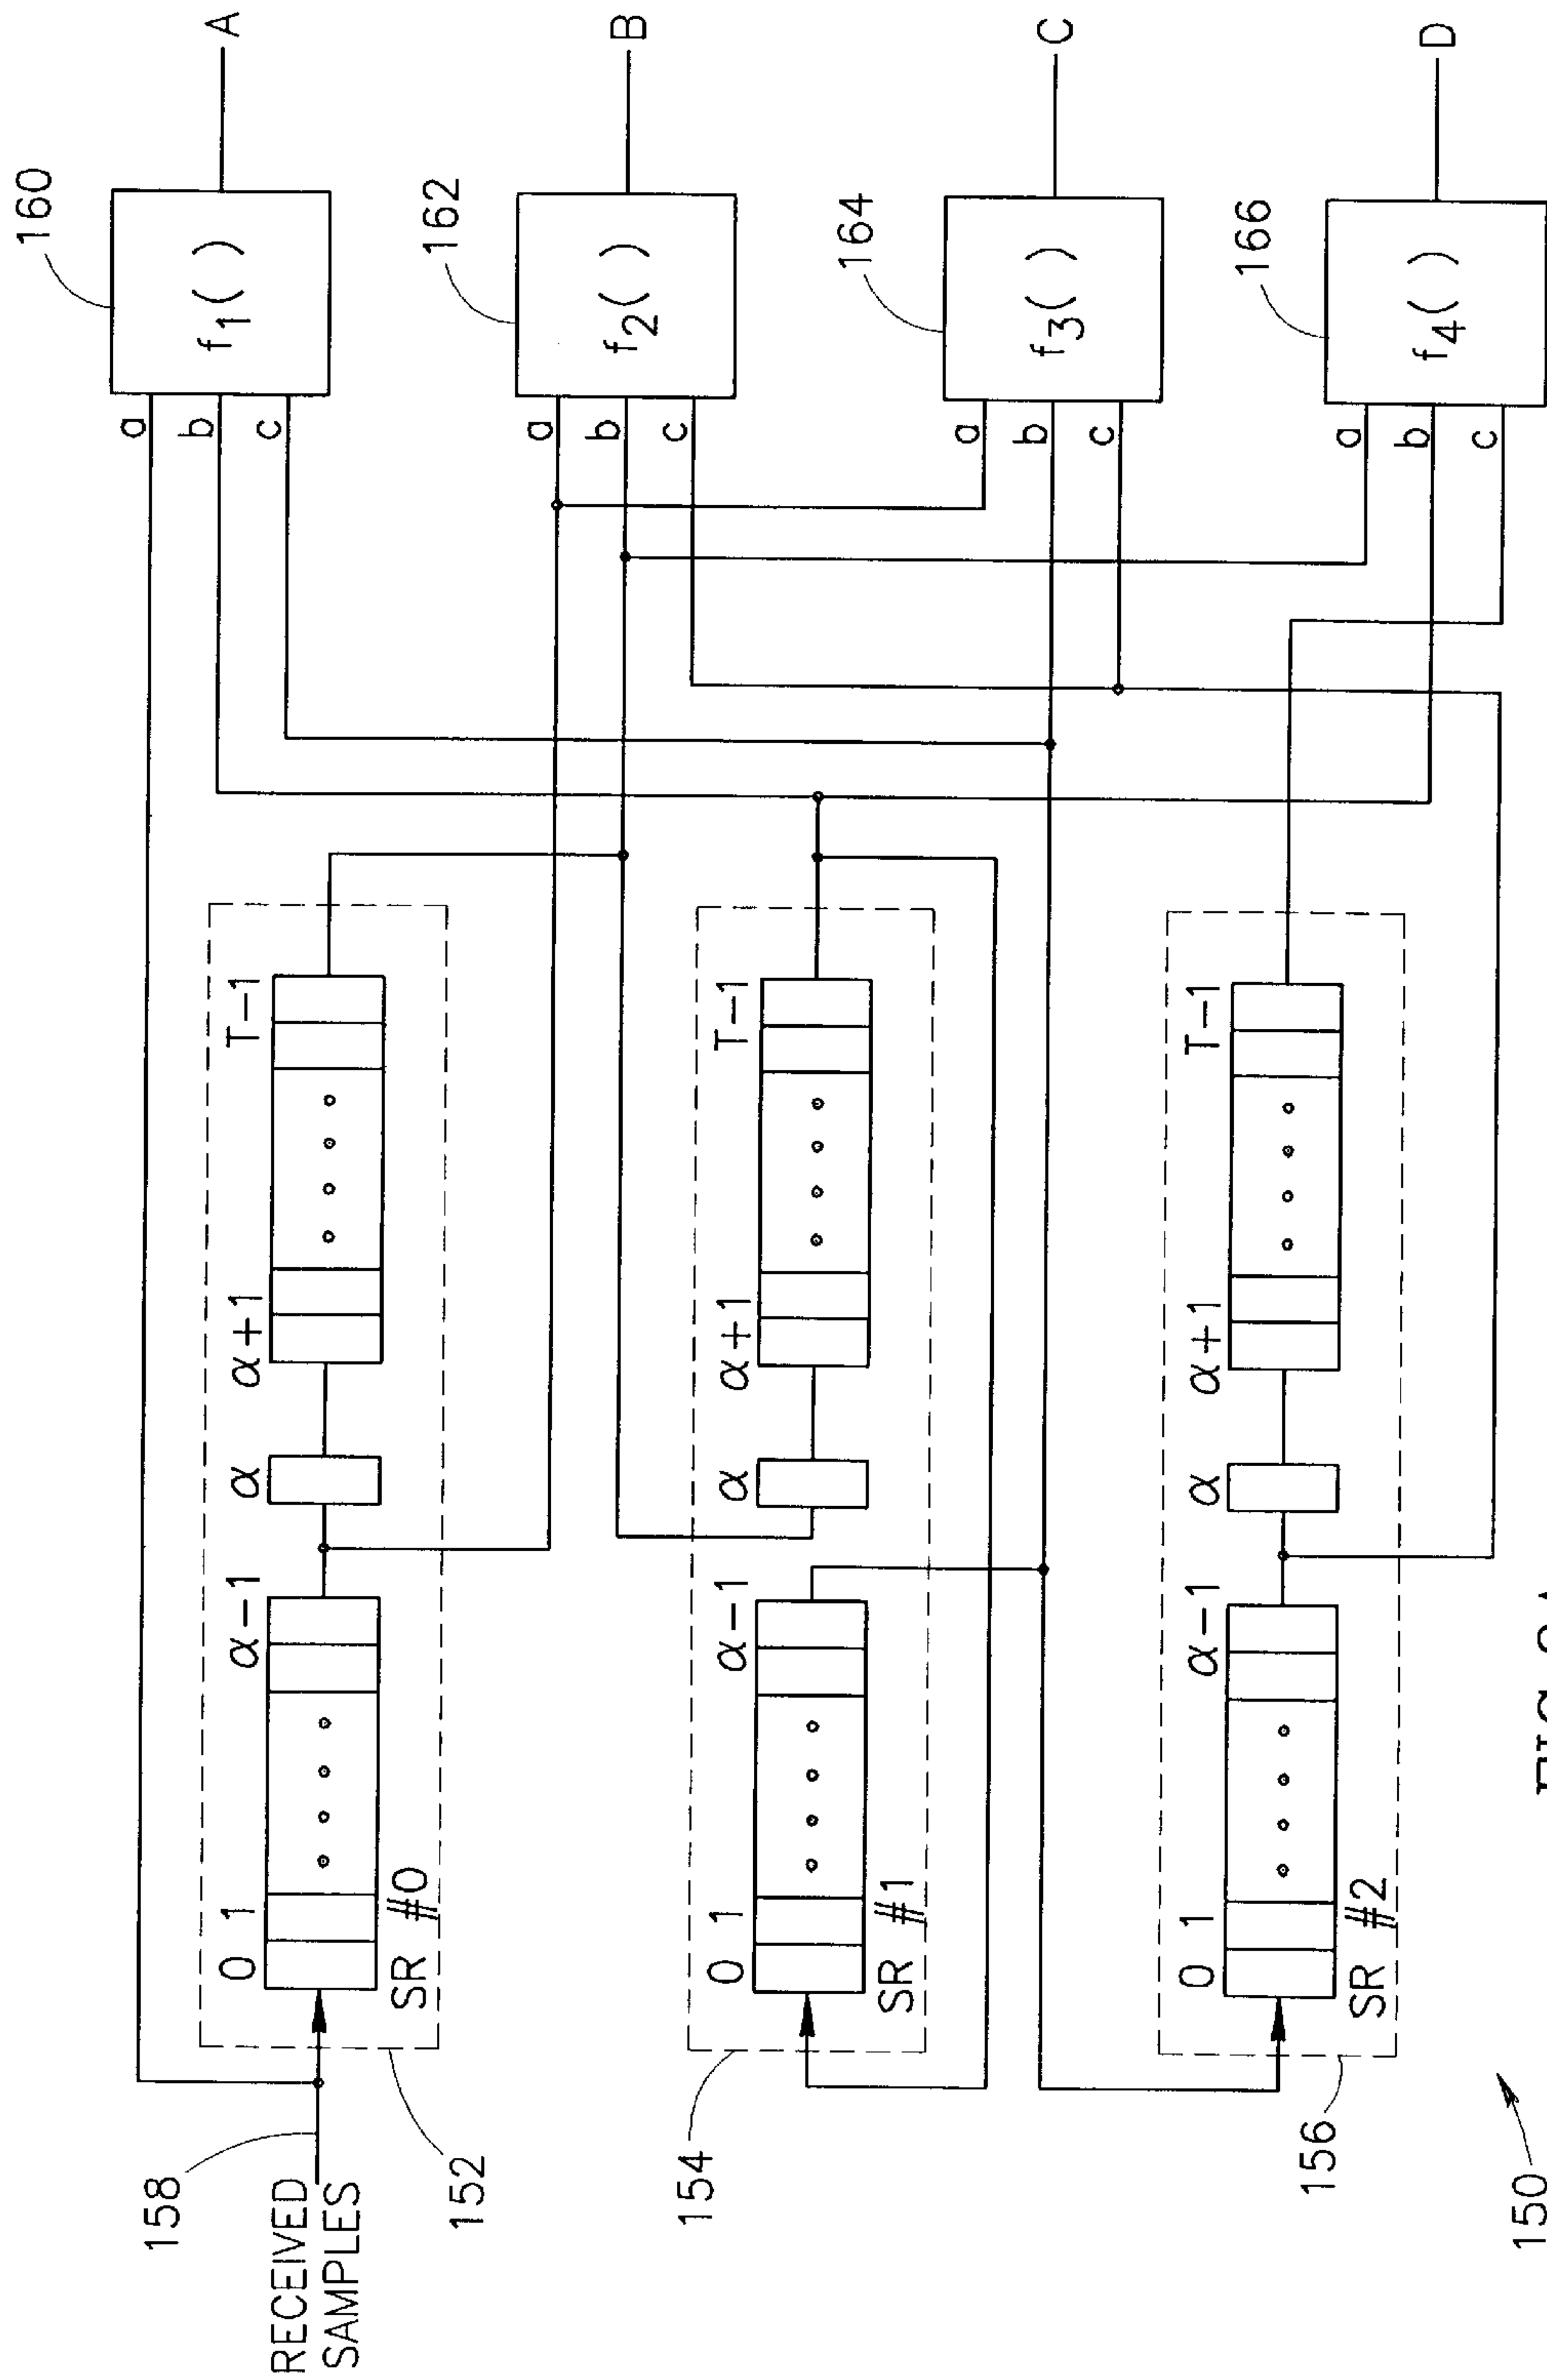 158
RECEIVED
SAMPLES
152
0 1 α-1 α α+1 T-1
SR #0
154
0 1 α-1 α α+1 T-1
SR #1
156
0 1 α-1 α α+1 T-1
SR #2
150
160
a
b
c
f1( )
A
162
a
b
c
f2( )
B
164
a
b
c
f3( )
C
166
a
b
c
f4( )
D